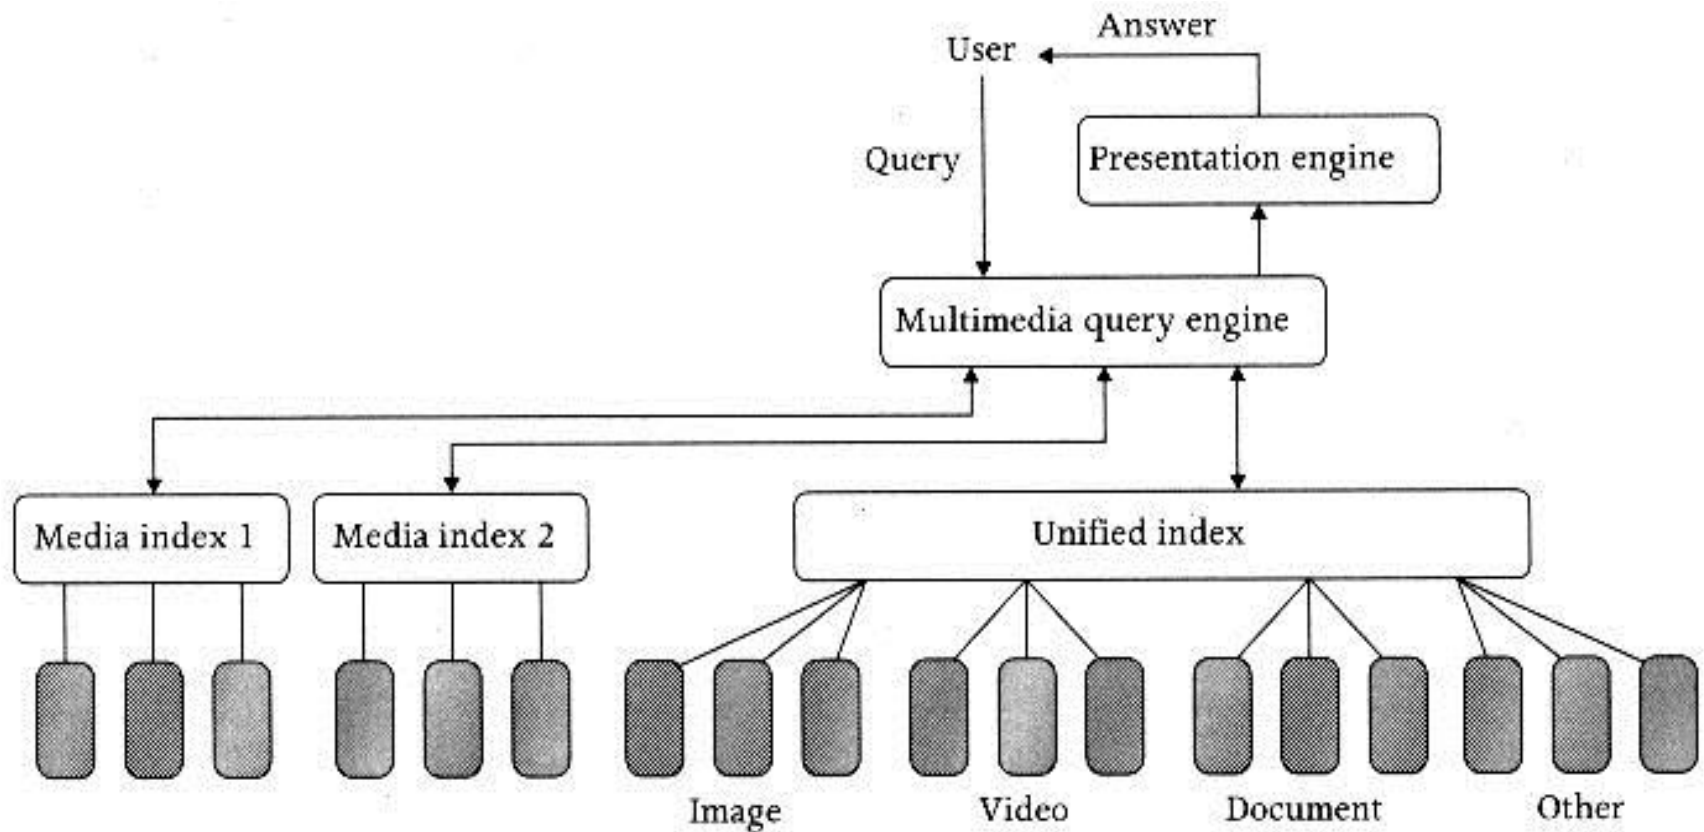 Answer
User
Query
Presentation engine
Multimedia query engine
Media index 1
Media index 2
Unified index
Image
Video
Document
Other